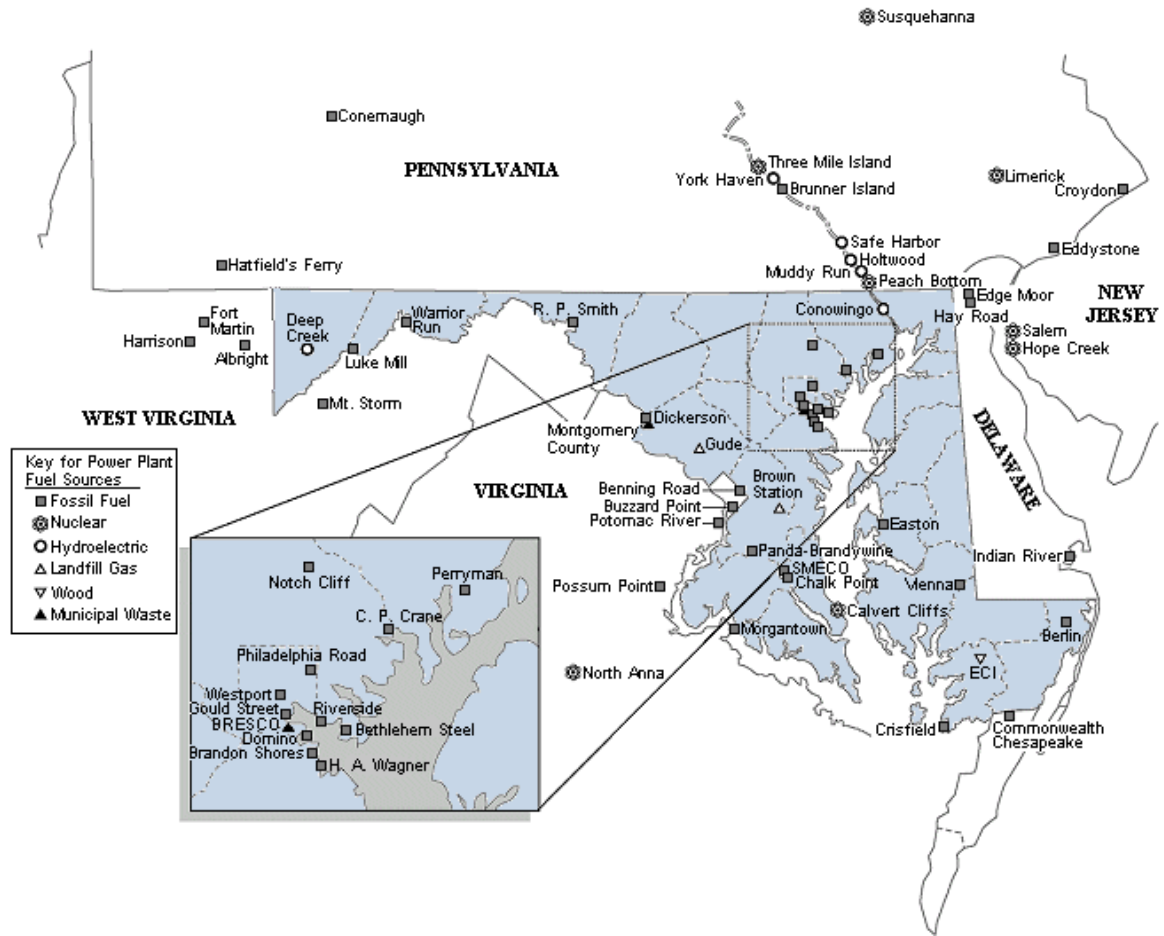 Susquehanna
Conemaugh
PENNSYLVANIA
Three Mile Island
York Haven
Brunner Island
Limerick
Croydon
Safe Harbor
Holtwood
Muddy Run
Peach Bottom
Eddystone
Hatfield's Ferry
Conowingo
Edge Moor
Hay Road
NEW
JERSEY
Salem
Hope Creek
Fort
Martin
Harrison
Albright
Deep
Creek
Warrior
Run
Luke Mill
R. P. Smith
Mt. Storm
WEST VIRGINIA
Dickerson
Montgomery
County
Gude
DELAWARE
VIRGINIA
Brown
Station
Benning Road
Buzzard Point
Potomac River
Easton
Panda-Brandywine
SMECO
Chalk Point
Possum Point
Vienna
Indian River
Calvert Cliffs
Morgantown
Berlin
North Anna
ECI
Crisfield
Commonwealth
Chesapeake
Key for Power Plant
Fuel Sources
Fossil Fuel
Nuclear
Hydroelectric
Landfill Gas
Wood
Municipal Waste
Notch Cliff
Perryman
C. P. Crane
Philadelphia Road
Westport
Gould Street
BRESCO
Riverside
Domino
Bethlehem Steel
Brandon Shores
H. A. Wagner